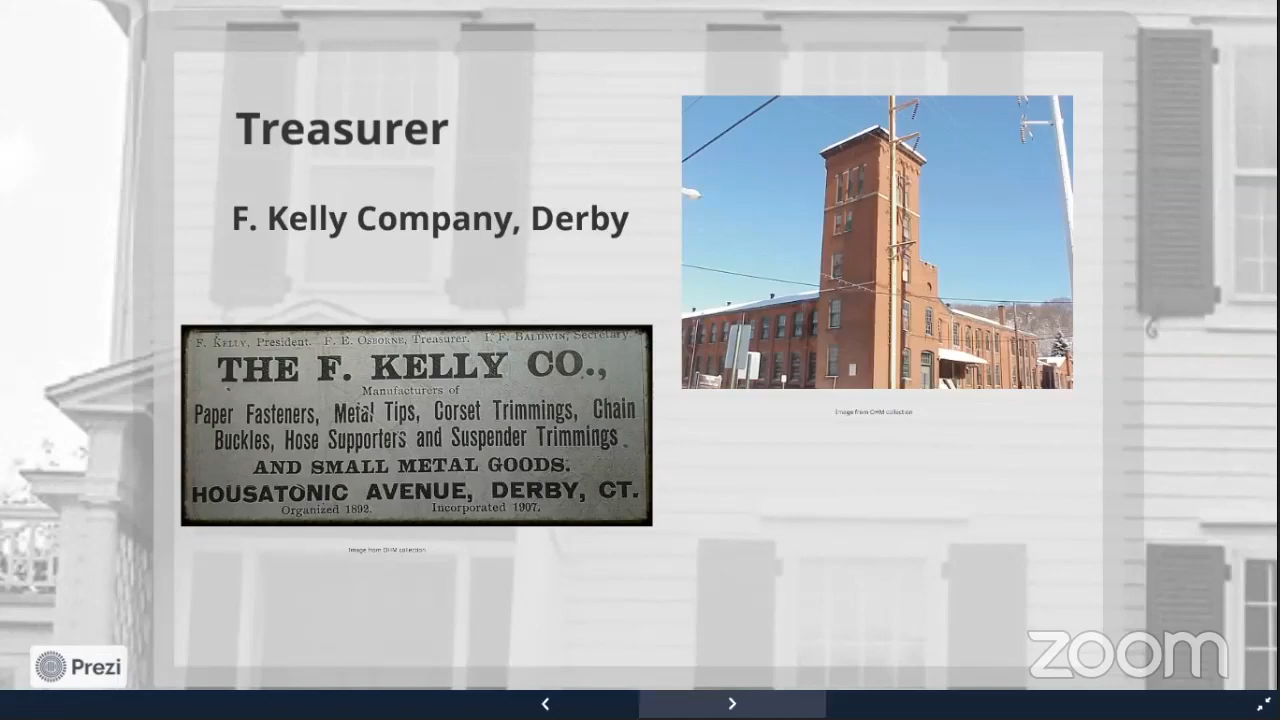 Treasurer
F. Kelly Company, Derby
F. KELLY, President. F. E. OSBORNE, Treasurer. I. F. BALDWIN, Secretary.
THE F. KELLY CO.,
Manufacturers of
Paper Fasteners, Metal Tips, Corset Trimmings, Chain
Buckles, Hose Supporters and Suspender Trimmings
AND SMALL METAL GOODS.
HOUSATONIC AVENUE, DERBY, CT.
Organized 1892. Incorporated 1907.
Image from OHM collection
Image from OHM collection
Prezi
zoom